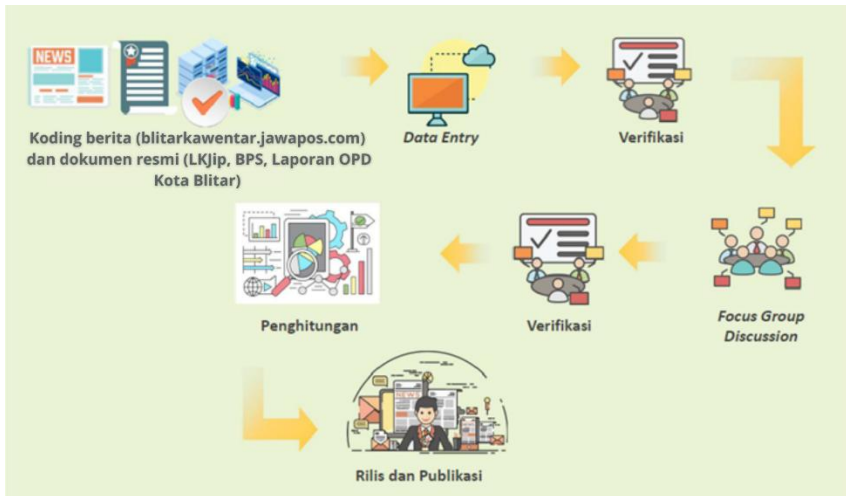 NEWS
Koding berita (blitarkawentar.jawapos.com)
dan dokumen resmi (LKJip, BPS, Laporan OPD
Kota Blitar)
Data Entry
Verifikasi
Focus Group
Discussion
Verifikasi
Penghitungan
NEWS
Rilis dan Publikasi